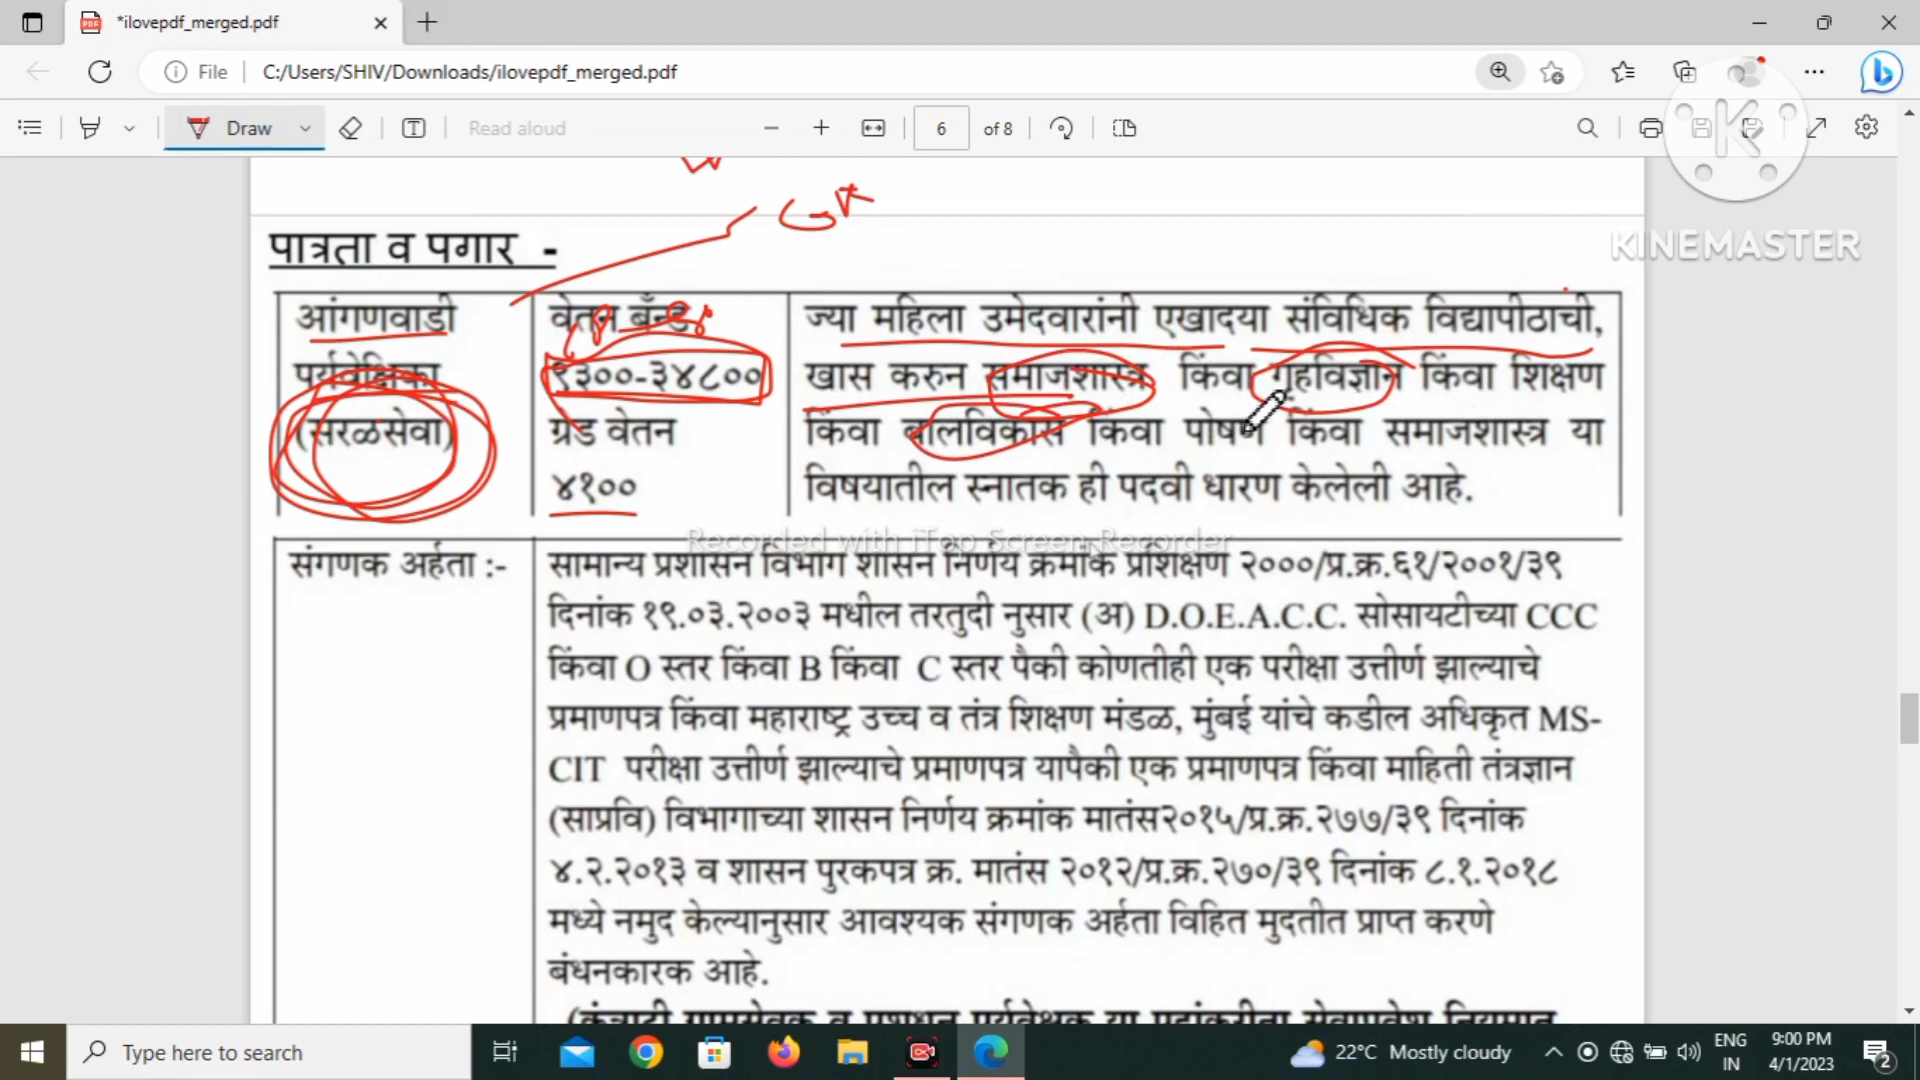 *ilovepdf_merged.pdf
File C:/Users/SHIV/Downloads/ilovepdf_merged.pdf
Draw Read aloud 6 of 8
GK
KINEMASTER
पात्रता व पगार -
आंगणवाडी
पर्यवेक्षिका
(सरळसेवा)
वेतन बँन्ड
९३००-३४८००
ग्रेड वेतन
४१००
ज्या महिला उमेदवारांनी एखादया संविधिक विद्यापीठाची,
खास करुन समाजशास्त्र किंवा गृहविज्ञान किंवा शिक्षण
किंवा बालविकास किंवा पोषण किंवा समाजशास्त्र या
विषयातील स्नातक ही पदवी धारण केलेली आहे.
Recorded with iTop Screen Recorder
संगणक अर्हता :-
सामान्य प्रशासन विभाग शासन निर्णय क्रमांक प्रशिक्षण २०००/प्र.क्र.६१/२००१/३९
दिनांक १९.०३.२००३ मधील तरतुदी नुसार (अ) D.O.E.A.C.C. सोसायटीच्या CCC
किंवा O स्तर किंवा B किंवा C स्तर पैकी कोणतीही एक परीक्षा उत्तीर्ण झाल्याचे
प्रमाणपत्र किंवा महाराष्ट्र उच्च व तंत्र शिक्षण मंडळ, मुंबई यांचे कडील अधिकृत MS-
CIT परीक्षा उत्तीर्ण झाल्याचे प्रमाणपत्र यापैकी एक प्रमाणपत्र किंवा माहिती तंत्रज्ञान
(साप्रवि) विभागाच्या शासन निर्णय क्रमांक मातंस२०१५/प्र.क्र.२७७/३९ दिनांक
४.२.२०१३ व शासन पुरकपत्र क्र. मातंस २०१२/प्र.क्र.२७०/३९ दिनांक ८.१.२०१८
मध्ये नमुद केल्यानुसार आवश्यक संगणक अर्हता विहित मुदतीत प्राप्त करणे
बंधनकारक आहे.
Type here to search
22°C Mostly cloudy
ENG
IN
9:00 PM
4/1/2023
2